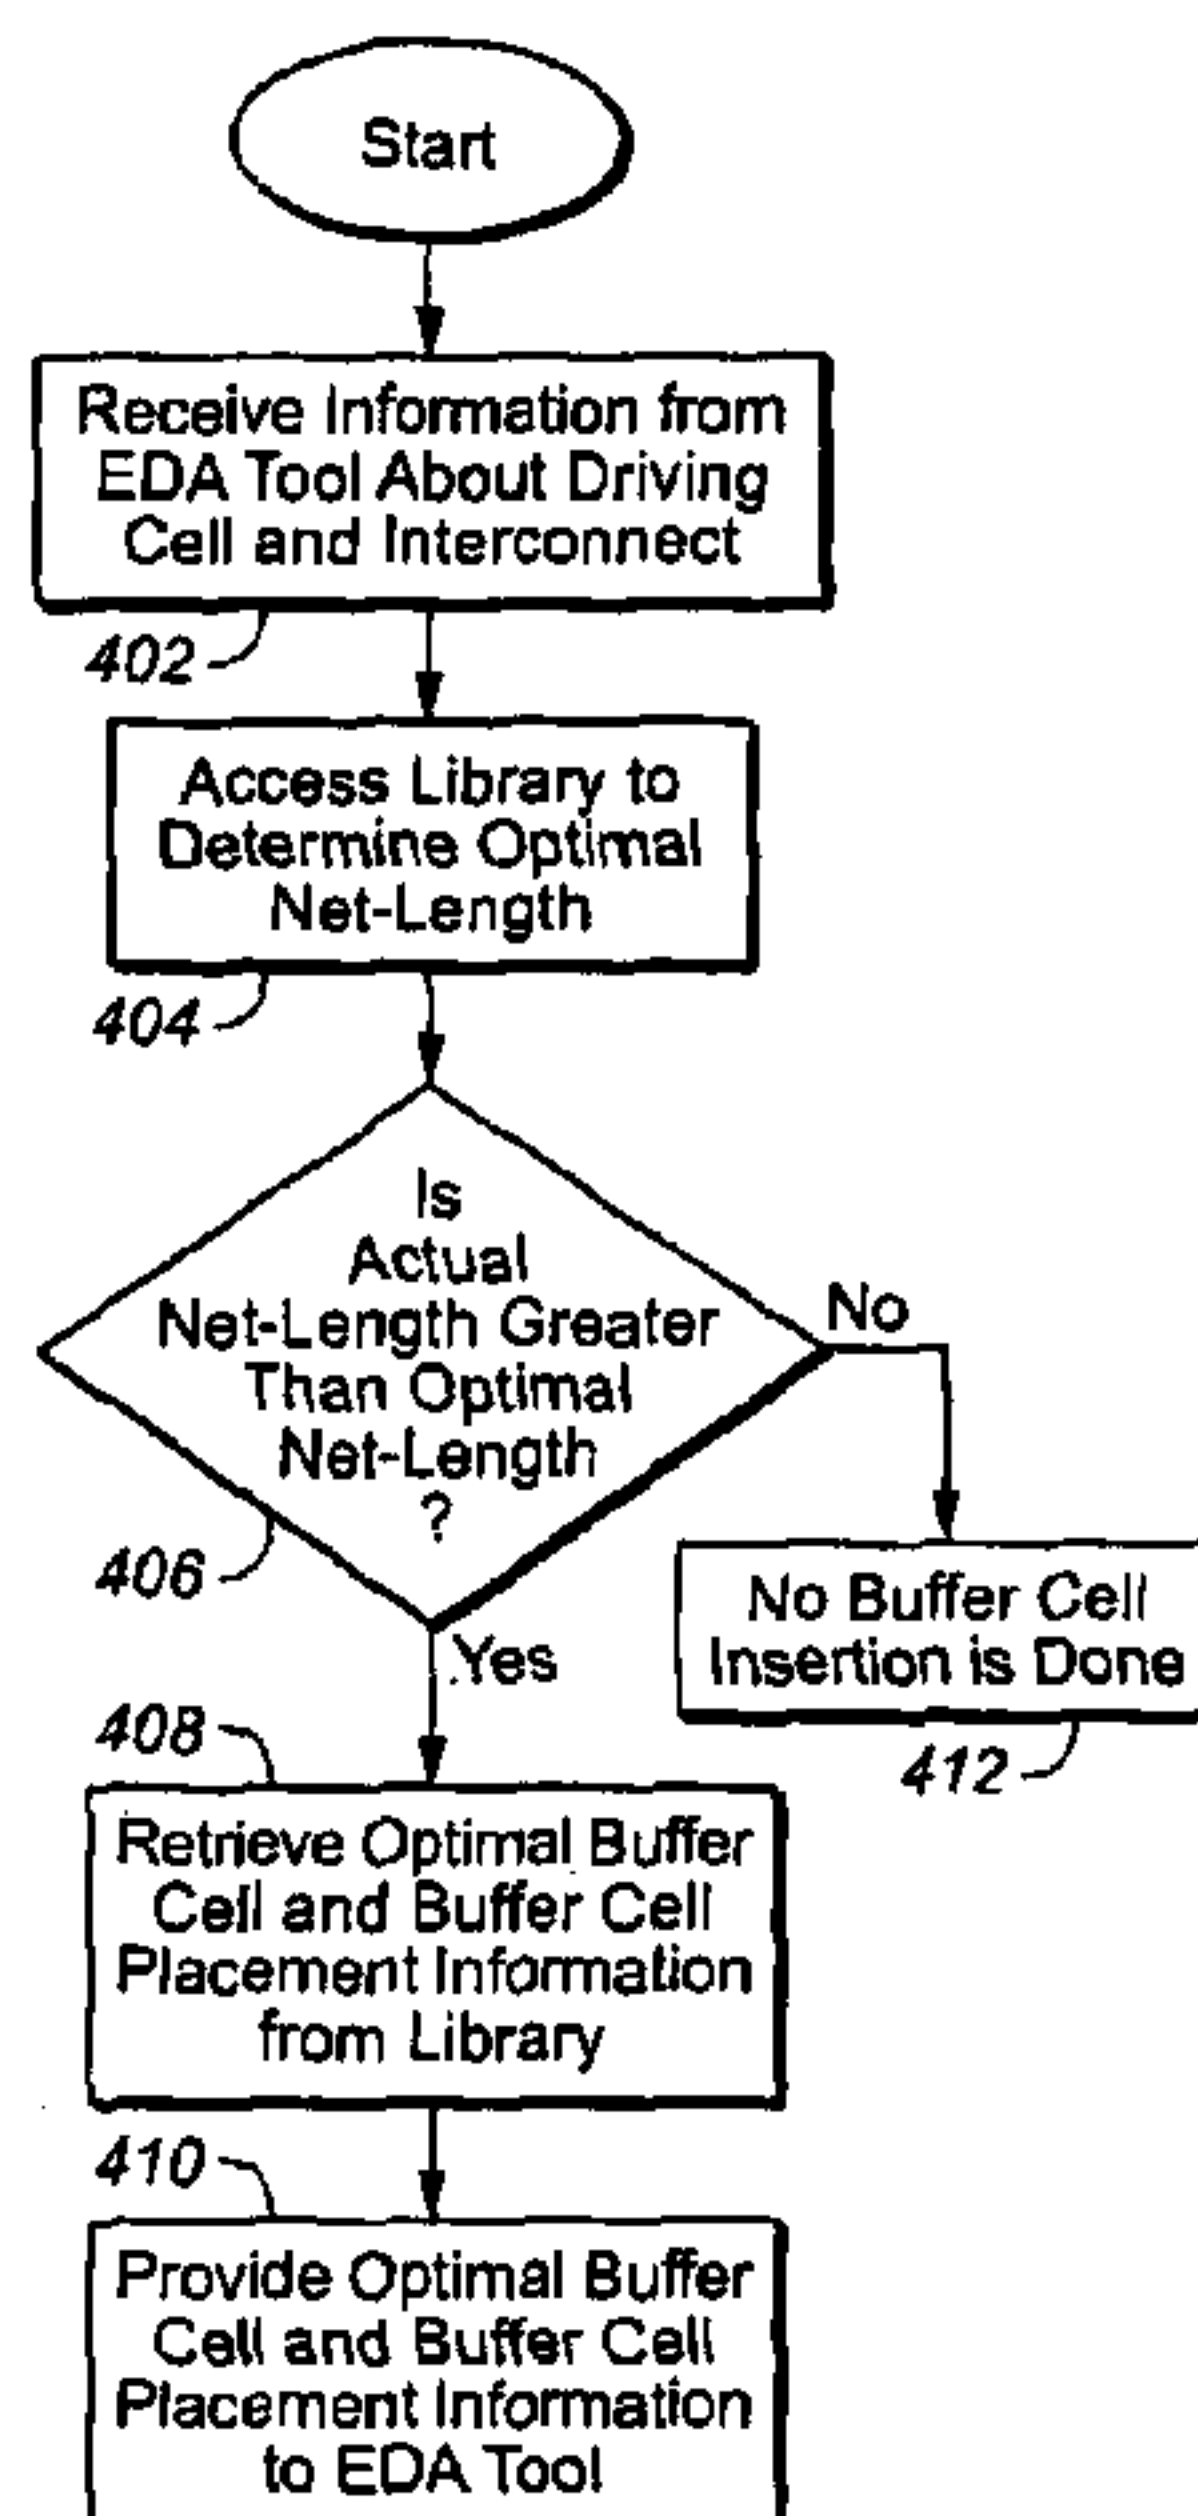 Start
Receive Information from
EDA Tool About Driving
Cell and Interconnect
402
Access Library to
Determine Optimal
Net-Length
404
Is
Actual
Net-Length Greater
Than Optimal
Net-Length
?
406
No
Yes
No Buffer Cell
Insertion is Done
412
408
Retrieve Optimal Buffer
Cell and Buffer Cell
Placement Information
from Library
410
Provide Optimal Buffer
Cell and Buffer Cell
Placement Information
to EDA Tool